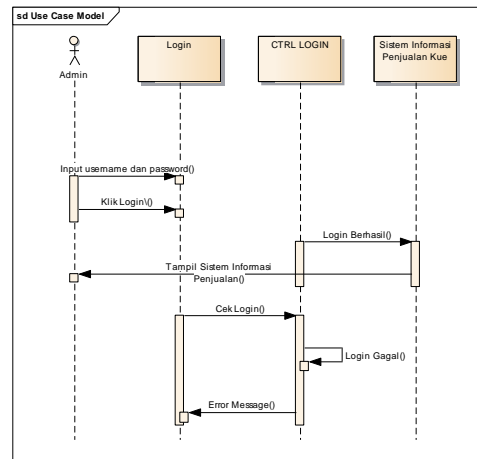 sd Use Case Model
Admin
Login
CTRL LOGIN
Sistem Informasi
Penjualan Kue
Input username dan password()
Klik Login\()
Login Berhasil()
Tampil Sistem Informasi
Penjualan()
Cek Login()
Login Gagal()
Error Message()